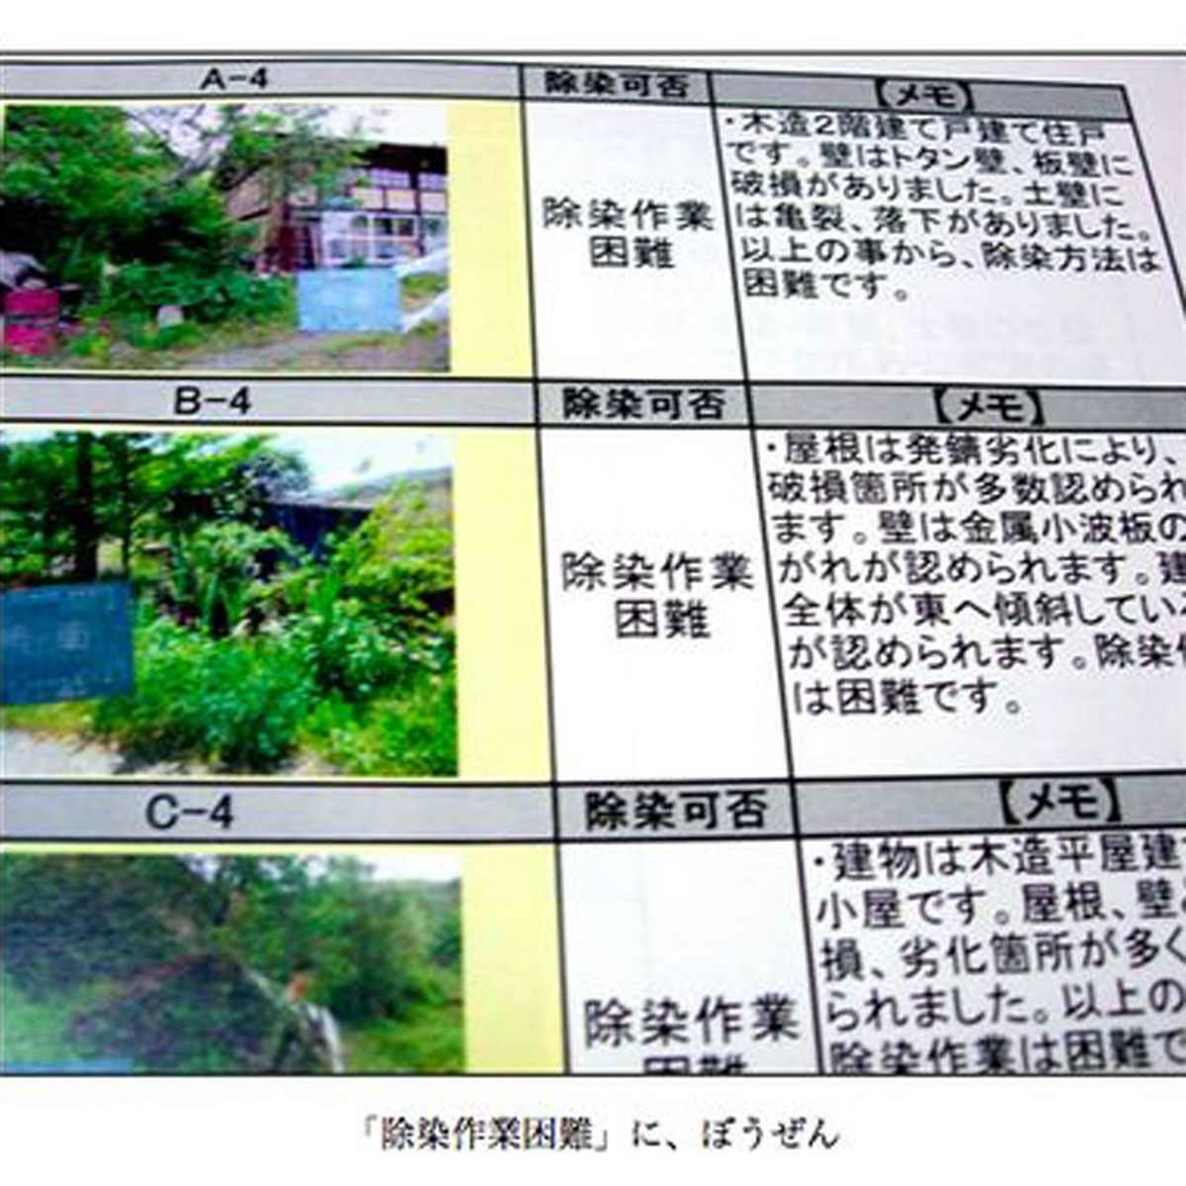 A-4 除染可否 【メモ】
除染作業
困難
・木造2階建て戸建て住戸
です。壁はトタン壁、板壁に
破損がありました。土壁に
は亀裂、落下がありました。
以上の事から、除染方法は
困難です。
B-4 除染可否 【メモ】
除染作業
困難
・屋根は発錆劣化により、
破損箇所が多数認められ
ます。壁は金属小波板の
がれが認められます。建
全体が東へ傾斜してい
が認められます。除染
は困難です。
C-4 除染可否 【メモ】
除染作業
困難
・建物は木造平屋建
小屋です。屋根、壁
損、劣化箇所が多く
られました。以上の
除染作業は困難で
「除染作業困難」に、ぼうぜん